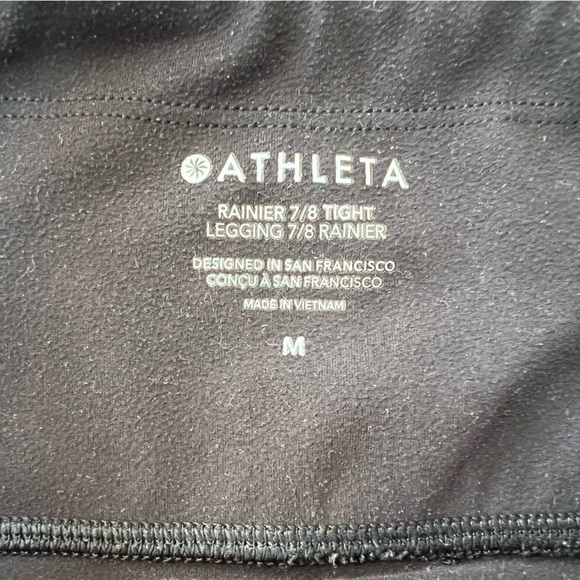 ATHLETA
RAINIER 7/8 TIGHT
LEGGING 7/8 RAINIER
DESIGNED IN SAN FRANCISCO
CONÇU À SAN FRANCISCO
MADE IN VIETNAM
M